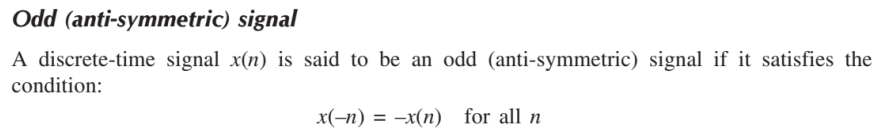 Odd (anti-symmetric) signal
A discrete-time signal x(n) is said to be an odd (anti-symmetric) signal if it satisfies the
condition:
x(–n) = –x(n) for all n